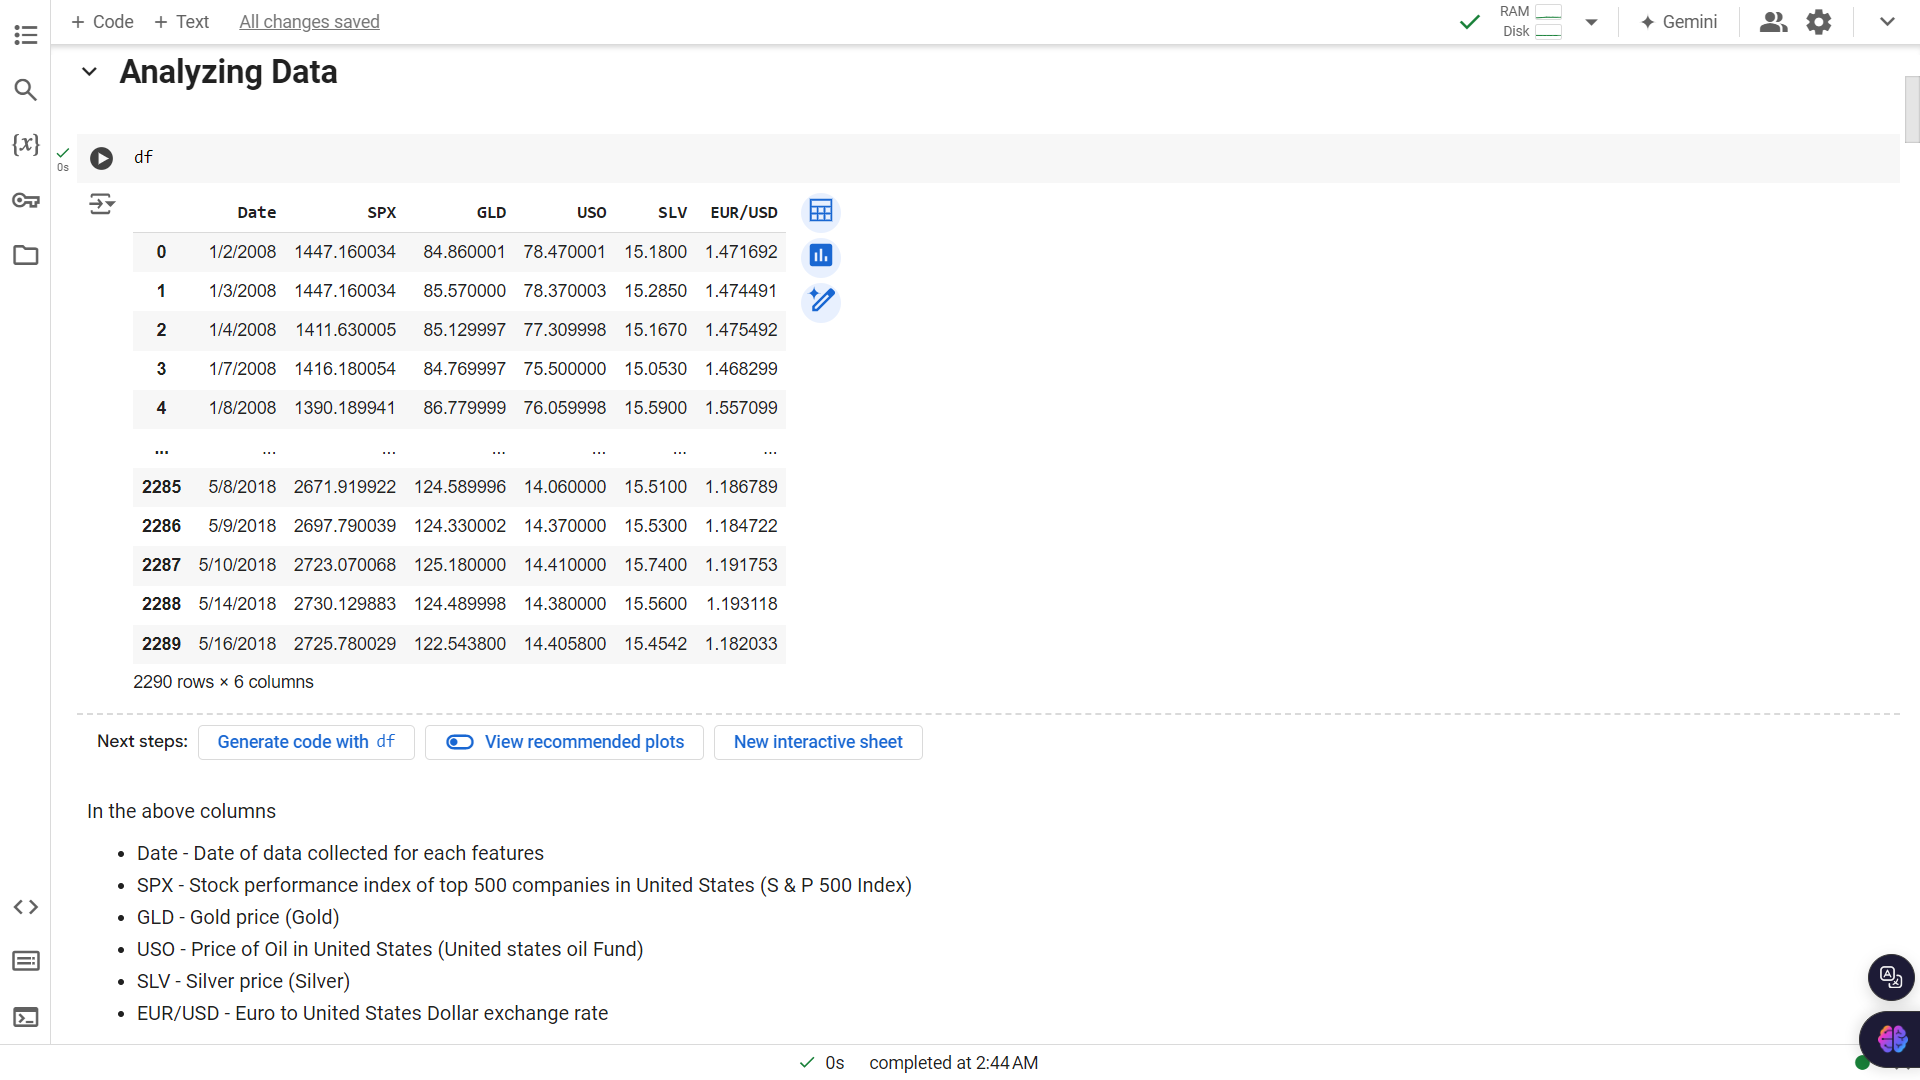 + Code + Text All changes saved RAM Disk Gemini
Analyzing Data
{x}
0s
df
Date SPX GLD USO SLV EUR/USD
0 1/2/2008 1447.160034 84.860001 78.470001 15.1800 1.471692
1 1/3/2008 1447.160034 85.570000 78.370003 15.2850 1.474491
2 1/4/2008 1411.630005 85.129997 77.309998 15.1670 1.475492
3 1/7/2008 1416.180054 84.769997 75.500000 15.0530 1.468299
4 1/8/2008 1390.189941 86.779999 76.059998 15.5900 1.557099
... ... ... ... ... ... ...
2285 5/8/2018 2671.919922 124.589996 14.060000 15.5100 1.186789
2286 5/9/2018 2697.790039 124.330002 14.370000 15.5300 1.184722
2287 5/10/2018 2723.070068 125.180000 14.410000 15.7400 1.191753
2288 5/14/2018 2730.129883 124.489998 14.380000 15.5600 1.193118
2289 5/16/2018 2725.780029 122.543800 14.405800 15.4542 1.182033
2290 rows × 6 columns
Next steps: Generate code with df View recommended plots New interactive sheet
In the above columns
• Date - Date of data collected for each features
• SPX - Stock performance index of top 500 companies in United States (S & P 500 Index)
• GLD - Gold price (Gold)
• USO - Price of Oil in United States (United states oil Fund)
• SLV - Silver price (Silver)
• EUR/USD - Euro to United States Dollar exchange rate
0s completed at 2:44 AM